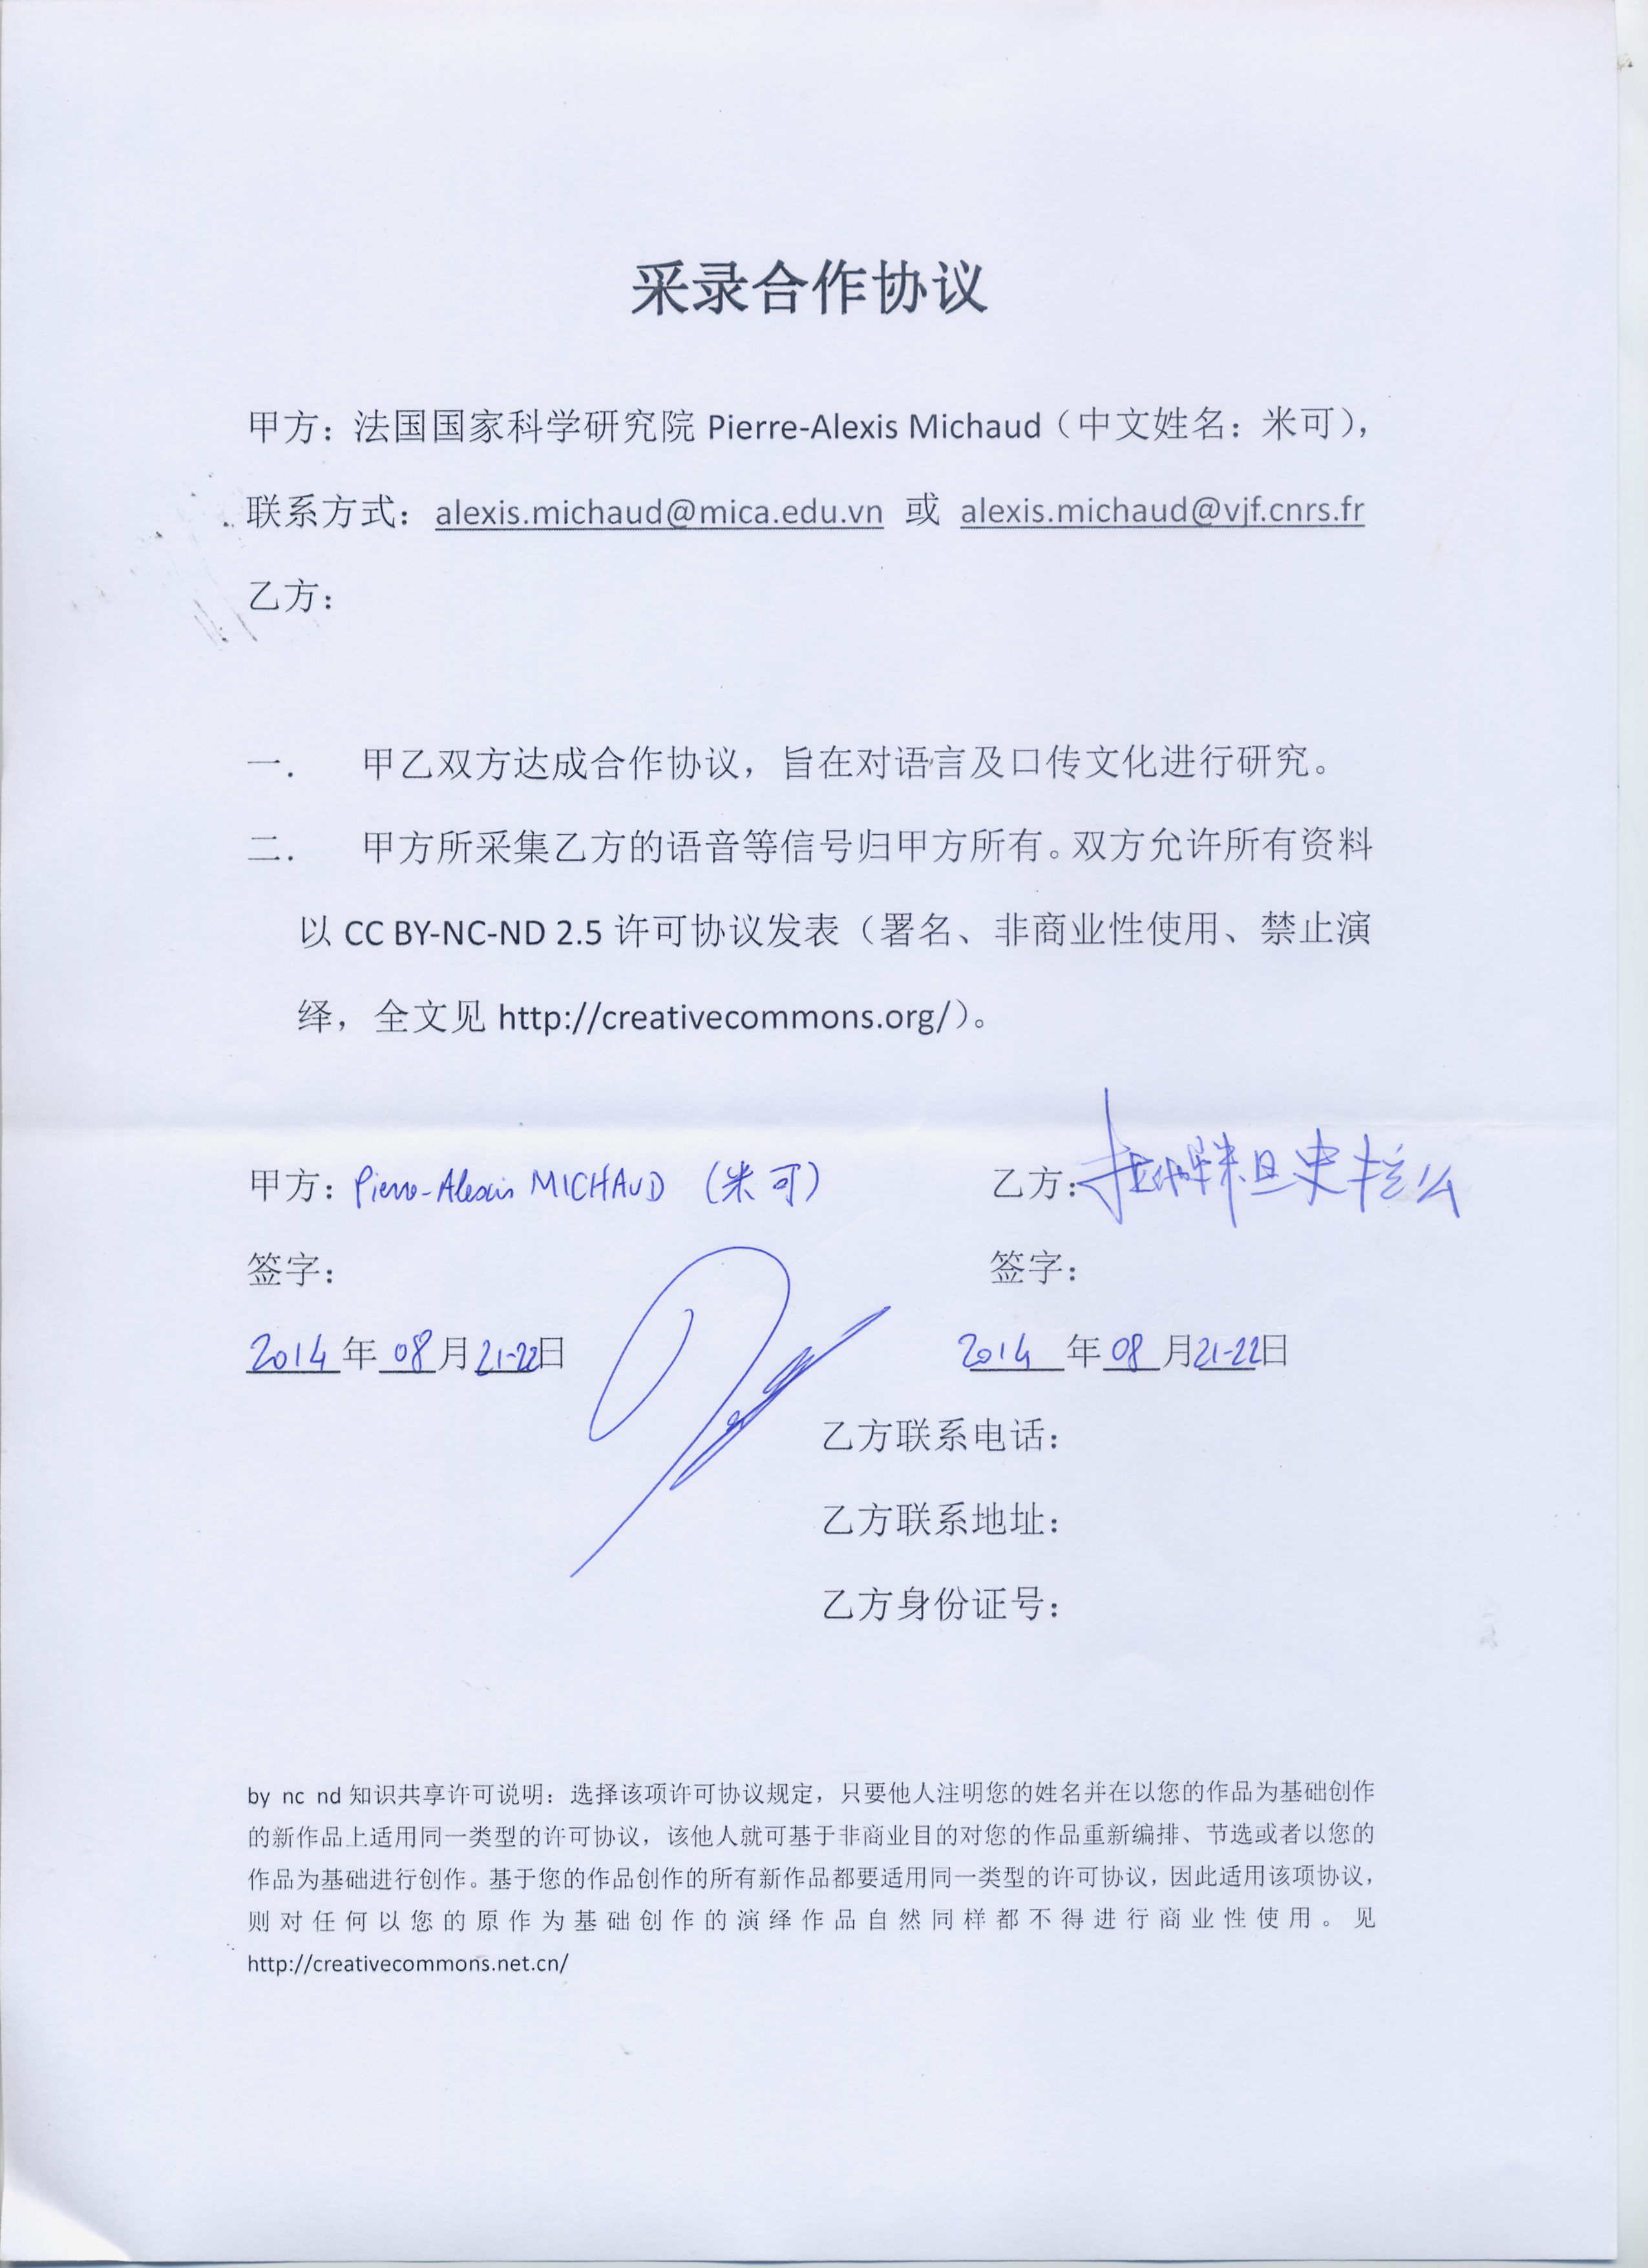 采录合作协议
甲方：法国国家科学研究院 Pierre-Alexis Michaud（中文姓名：米可），
联系方式：alexis.michaud@mica.edu.vn 或 alexis.michaud@vjf.cnrs.fr
乙方：
一． 甲乙双方达成合作协议，旨在对语言及口传文化进行研究。
二． 甲方所采集乙方的语音等信号归甲方所有。双方允许所有资料
以 CC BY-NC-ND 2.5 许可协议发表（署名、非商业性使用、禁止演
绎，全文见 http://creativecommons.org/）。
甲方：Pierre-Alexis MICHAUD （米可） 乙方：
签字： 签字：
2014 年 08 月 21-22日 2014 年 08 月 21-22日
乙方联系电话：
乙方联系地址：
乙方身份证号：
by nc nd 知识共享许可说明：选择该项许可协议规定，只要他人注明您的姓名并在以您的作品为基础创作
的新作品上适用同一类型的许可协议，该他人就可基于非商业目的对您的作品重新编排、节选或者以您的
作品为基础进行创作。基于您的作品创作的所有新作品都要适用同一类型的许可协议，因此适用该项协议，
则对任何以您的原作为基础创作的演绎作品自然同样都不得进行商业性使用。见
http://creativecommons.net.cn/